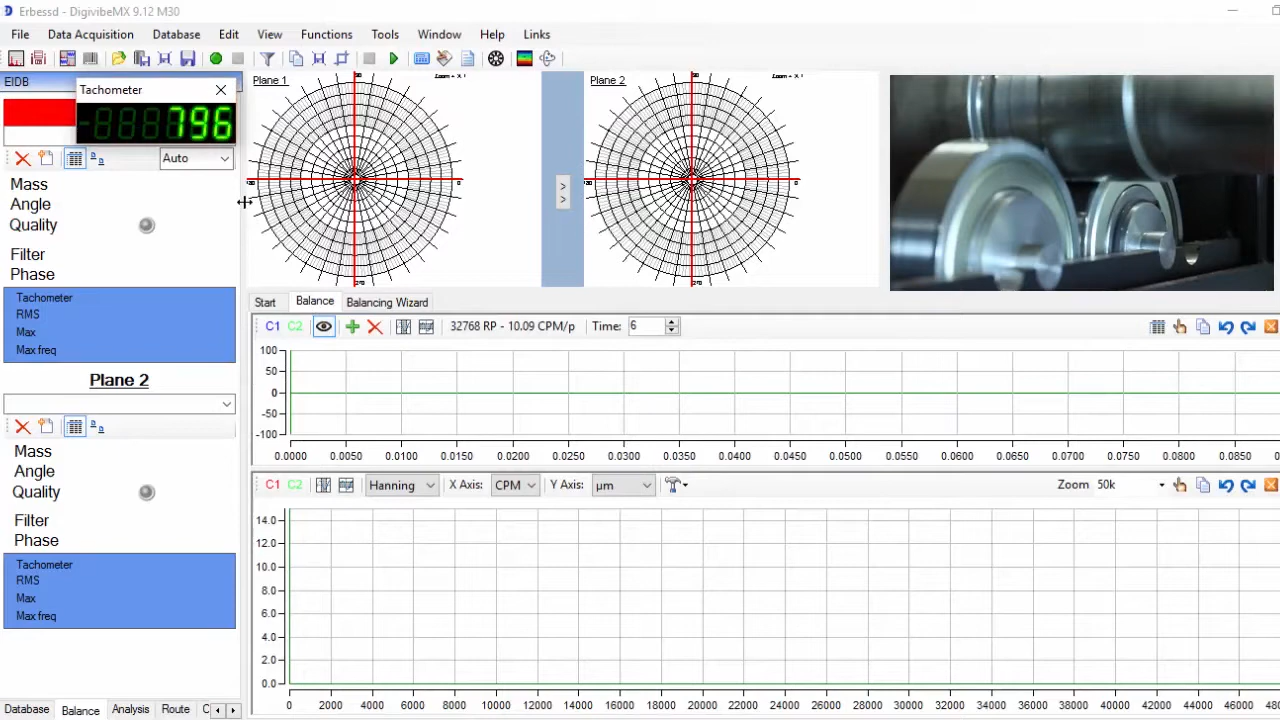 Erbessd - DigivibeMX 9.12 M30
File Data Acquisition Database Edit View Functions Tools Window Help Links
EIDB
Tachometer
796
Auto
Mass
Angle
Quality
Filter
Phase
Tachometer
RMS
Max
Max freq
Plane 2
Mass
Angle
Quality
Filter
Phase
Tachometer
RMS
Max
Max freq
Database Balance Analysis Route
Plane 1
Plane 2
Start Balance Balancing Wizard
C1 C2 32768 RP - 10.09 CPM/p Time: 6
100
50
0
-50
-100
0.0000 0.0050 0.0100 0.0150 0.0200 0.0250 0.0300 0.0350 0.0400 0.0450 0.0500 0.0550 0.0600 0.0650 0.0700 0.0750 0.0800 0.0850
C1 C2 Hanning X Axis: CPM Y Axis: µm Zoom 50k
14.0
12.0
10.0
8.0
6.0
4.0
2.0
0.0
0 2000 4000 6000 8000 10000 12000 14000 16000 18000 20000 22000 24000 26000 28000 30000 32000 34000 36000 38000 40000 42000 44000 46000